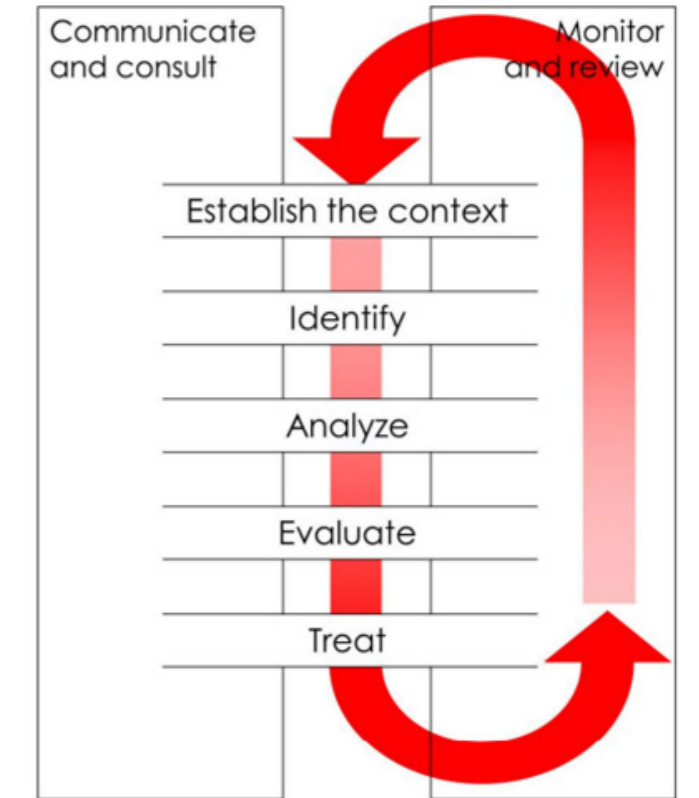 Communicate
and consult
Monitor
and review
Establish the context
Identify
Analyze
Evaluate
Treat